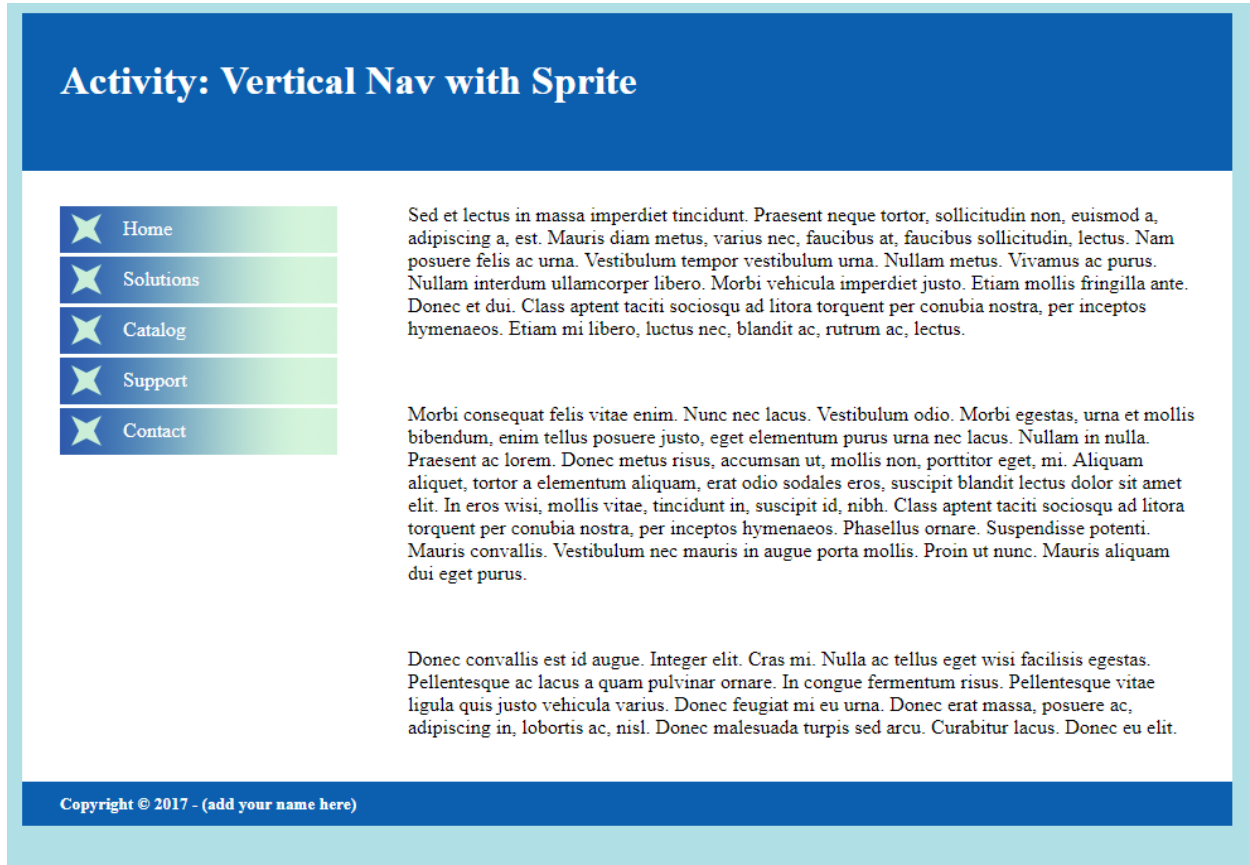 Activity: Vertical Nav with Sprite
Home
Solutions
Catalog
Support
Contact
Sed et lectus in massa imperdiet tincidunt. Praesent neque tortor, sollicitudin non, euismod a,
adipiscing a, est. Mauris diam metus, varius nec, faucibus at, faucibus sollicitudin, lectus. Nam
posuere felis ac urna. Vestibulum tempor vestibulum urna. Nullam metus. Vivamus ac purus.
Nullam interdum ullamcorper libero. Morbi vehicula imperdiet justo. Etiam mollis fringilla ante.
Donec et dui. Class aptent taciti sociosqu ad litora torquent per conubia nostra, per inceptos
hymenaeos. Etiam mi libero, luctus nec, blandit ac, rutrum ac, lectus.
Morbi consequat felis vitae enim. Nunc nec lacus. Vestibulum odio. Morbi egestas, urna et mollis
bibendum, enim tellus posuere justo, eget elementum purus urna nec lacus. Nullam in nulla.
Praesent ac lorem. Donec metus risus, accumsan ut, mollis non, porttitor eget, mi. Aliquam
aliquet, tortor a elementum aliquam, erat odio sodales eros, suscipit blandit lectus dolor sit amet
elit. In eros wisi, mollis vitae, tincidunt in, suscipit id, nibh. Class aptent taciti sociosqu ad litora
torquent per conubia nostra, per inceptos hymenaeos. Phasellus ornare. Suspendisse potenti.
Mauris convallis. Vestibulum nec mauris in augue porta mollis. Proin ut nunc. Mauris aliquam
dui eget purus.
Donec convallis est id augue. Integer elit. Cras mi. Nulla ac tellus eget wisi facilisis egestas.
Pellentesque ac lacus a quam pulvinar ornare. In congue fermentum risus. Pellentesque vitae
ligula quis justo vehicula varius. Donec feugiat mi eu urna. Donec erat massa, posuere ac,
adipiscing in, lobortis ac, nisl. Donec malesuada turpis sed arcu. Curabitur lacus. Donec eu elit.
Copyright © 2017 - (add your name here)